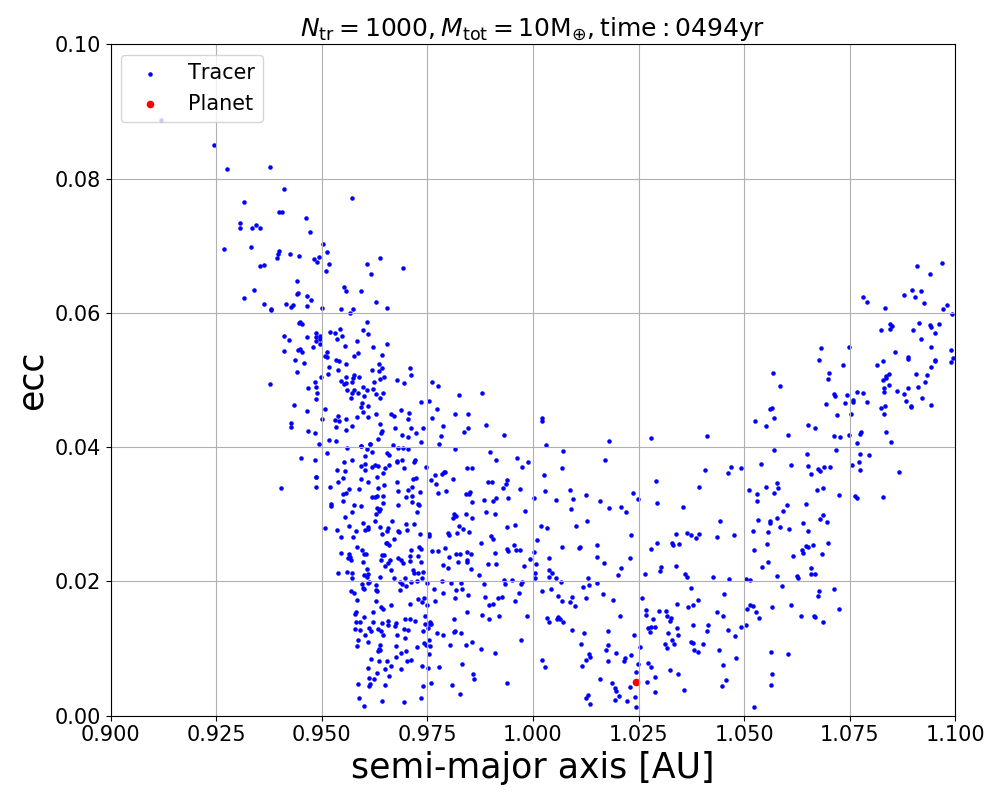 N_tr = 1000, M_tot = 10M_⊕, time : 0494yr
Tracer
Planet
0.10
0.08
0.06
0.04
0.02
0.00
ecc
0.900 0.925 0.950 0.975 1.000 1.025 1.050 1.075 1.100
semi-major axis [AU]